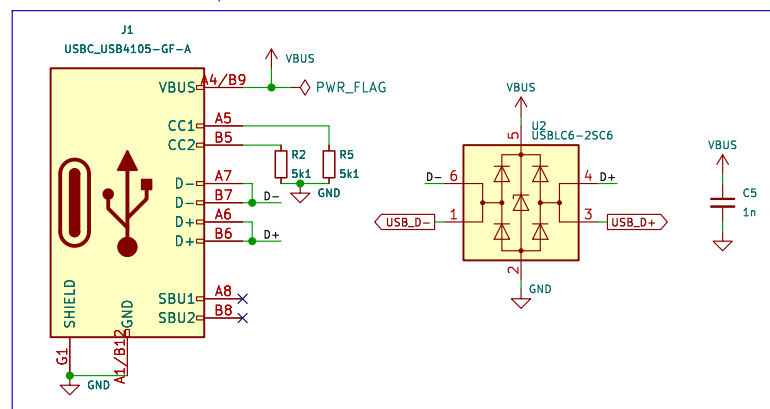 J1
USBC_USB4105-GF-A
VBUS
A4/B9
VBUS
PWR_FLAG
CC1
A5
CC2
B5
R2
5k1
R5
5k1
GND
D-
A7
D-
B7
D-
D+
A6
D+
B6
D+
SBU1
A8
SBU2
B8
SHIELD
GND
G1
A1/B12
GND
VBUS
U2
USBLC6-2SC6
5
D-
6
4
D+
USB_D-
1
3
USB_D+
2
GND
VBUS
C5
1n